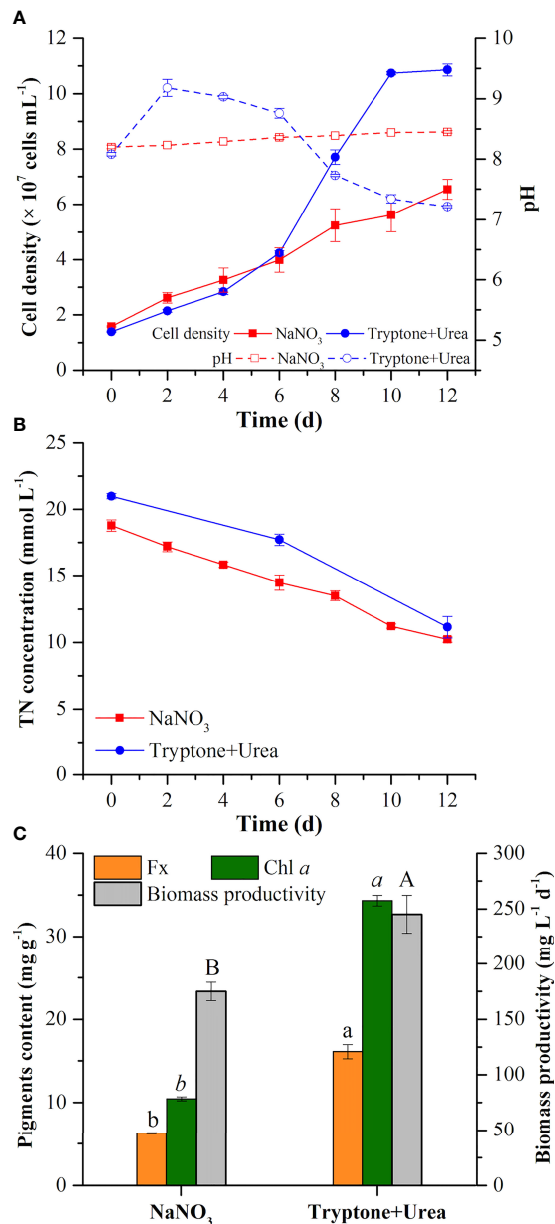 A
12
10
8
6
4
2
0
10
9
8
7
6
5
Cell density (× 10⁷ cells mL⁻¹)
pH
Cell density NaNO₃ Tryptone+Urea
pH NaNO₃ Tryptone+Urea
0 2 4 6 8 10 12
Time (d)
B
25
20
15
10
5
0
TN concentration (mmol L⁻¹)
NaNO₃
Tryptone+Urea
0 2 4 6 8 10 12
Time (d)
C
40
30
20
10
0
300
250
200
150
100
50
0
Pigments content (mg g⁻¹)
Biomass productivity (mg L⁻¹ d⁻¹)
Fx Chl a
Biomass productivity
b b B
a a A
NaNO₃ Tryptone+Urea